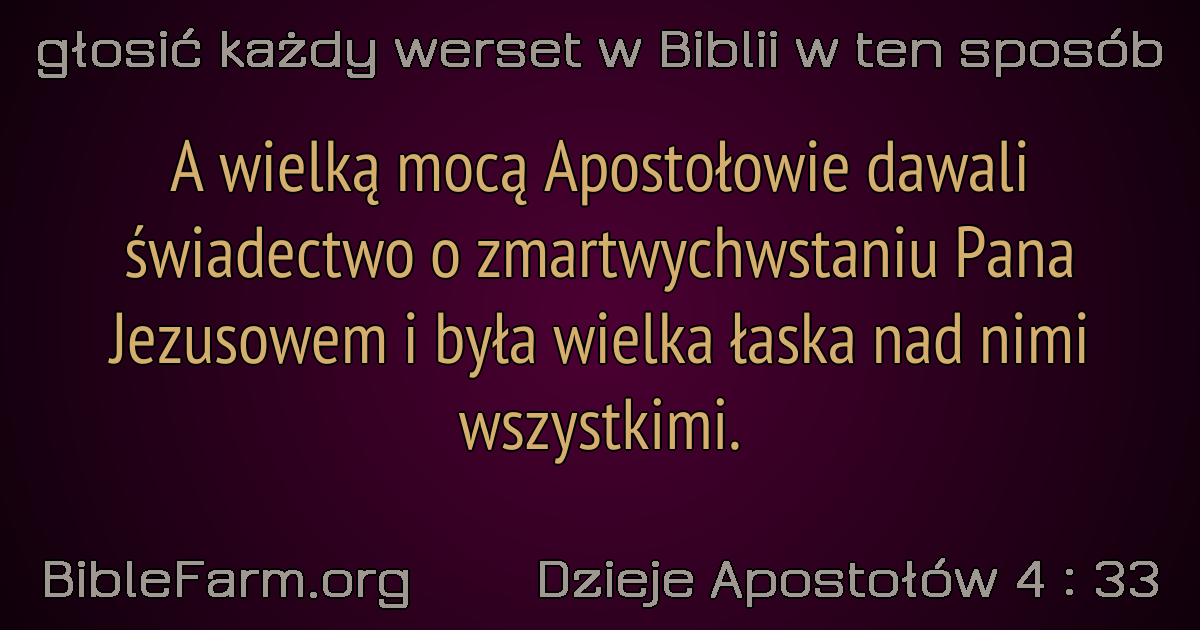 głosić każdy werset w Biblii w ten sposób
A wielką mocą Apostołowie dawali
świadectwo o zmartwychwstaniu Pana
Jezusowem i była wielka łaska nad nimi
wszystkimi.
BibleFarm.org
Dzieje Apostołów 4 : 33